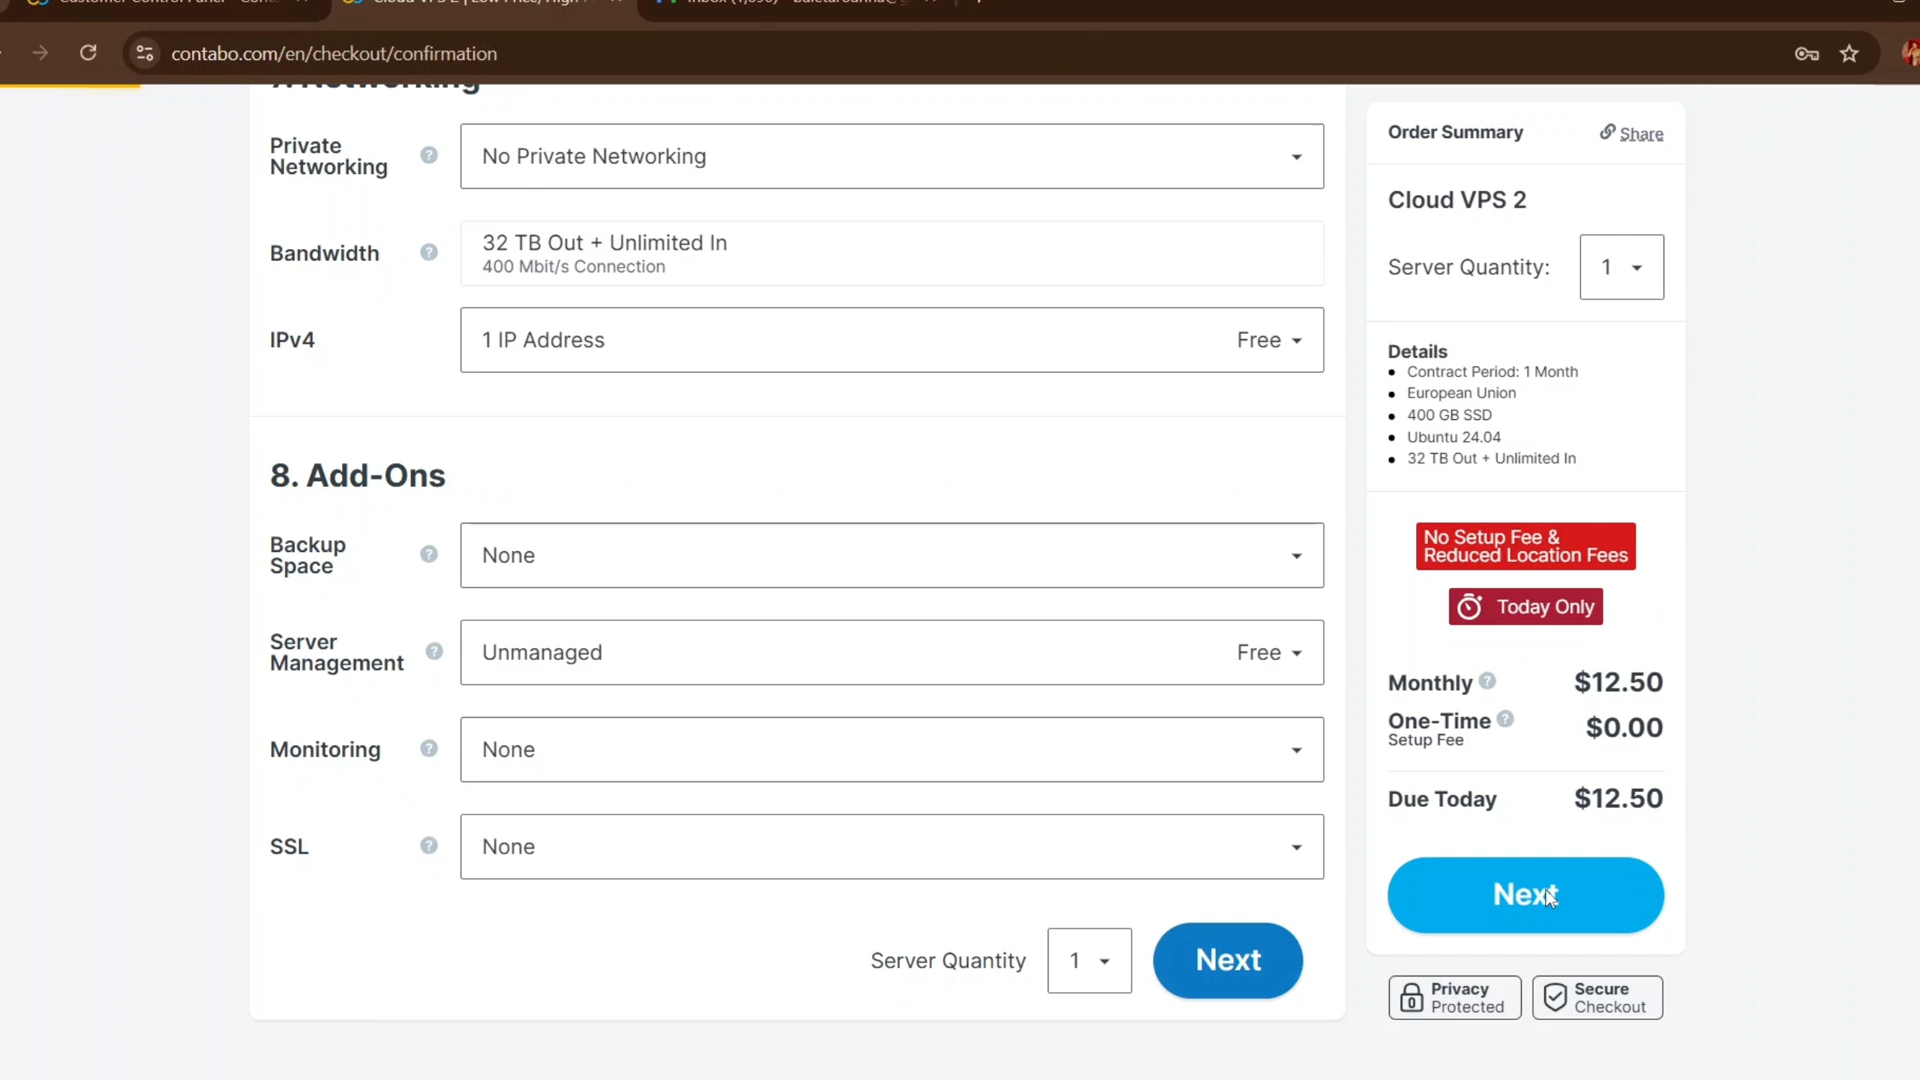 contabo.com/en/checkout/confirmation
Networking
Private
Networking
No Private Networking
Bandwidth
32 TB Out + Unlimited In
400 Mbit/s Connection
IPv4
1 IP Address
Free
8. Add-Ons
Backup
Space
None
Server
Management
Unmanaged
Free
Monitoring
None
SSL
None
Server Quantity
1
Next
Order Summary
Share
Cloud VPS 2
Server Quantity:
1
Details
Contract Period: 1 Month
European Union
400 GB SSD
Ubuntu 24.04
32 TB Out + Unlimited In
No Setup Fee &
Reduced Location Fees
Today Only
Monthly
$12.50
One-Time
Setup Fee
$0.00
Due Today
$12.50
Next
Privacy
Protected
Secure
Checkout